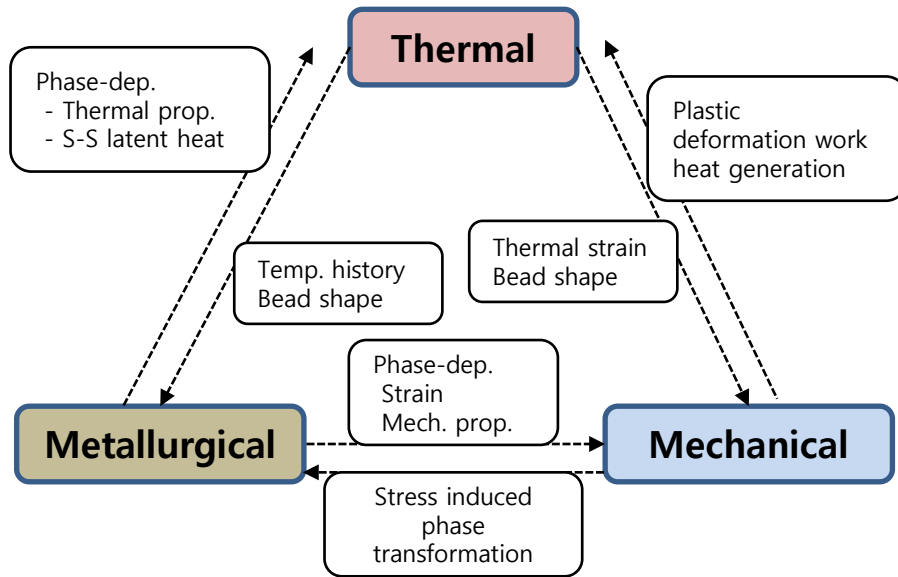 Thermal
Phase-dep.
- Thermal prop.
- S-S latent heat
Plastic
deformation work
heat generation
Temp. history
Bead shape
Thermal strain
Bead shape
Phase-dep.
Strain
Mech. prop.
Metallurgical
Mechanical
Stress induced
phase
transformation